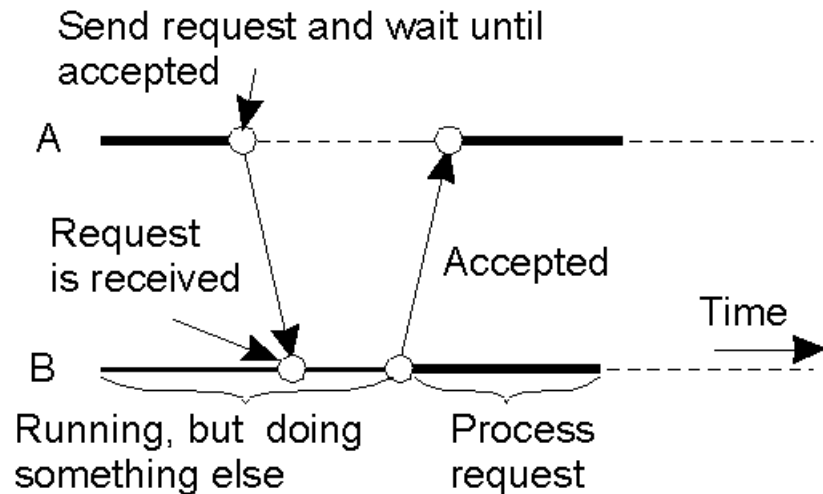 Send request and wait until
accepted
A
Request
is received
Accepted
Time
B
Running, but doing
something else
Process
request